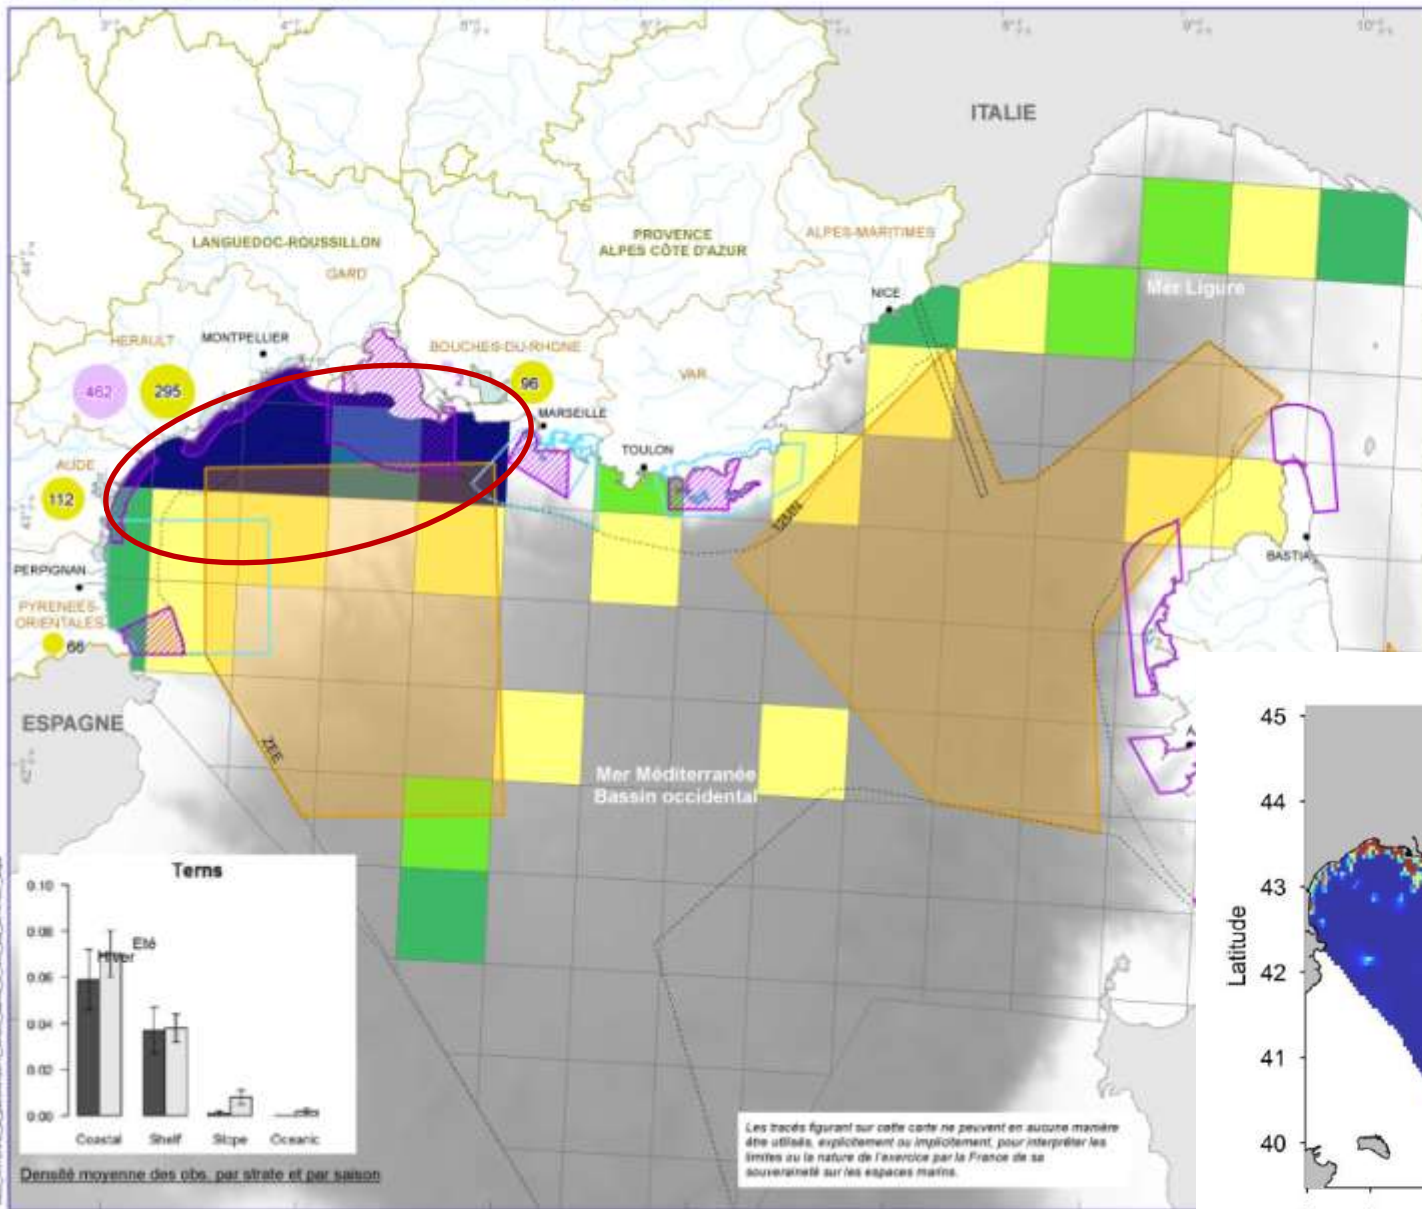 ITALIE
LANGUEDOC-ROUSSILLON
PROVENCE
ALPES CÔTE D'AZUR
ALPES-MARITIMES
GARD
NICE
Mer Ligure
HERAULT
MONTPELLIER
BOUCHES-DU-RHONE
VAR
462
295
2
96
MARSEILLE
TOULON
AUDE
112
12MN
BASTIA
PERPIGNAN
PYRENEES-
ORIENTALES
66
ESPAGNE
ZEE
Mer Méditerranée
Bassin occidental
Terns
0.10
0.08
0.06
0.04
0.02
0.00
Hiver
Eté
Coastal
Shelf
Slope
Oceanic
Densité moyenne des obs. par strate et par saison
Les tracés figurant sur cette carte ne peuvent en aucune manière
être utilisés, explicitement ou implicitement, pour interpréter les
limites ou la nature de l'exercice par la France de sa
souveraineté sur les espaces marins.
Latitude
45
44
43
42
41
40